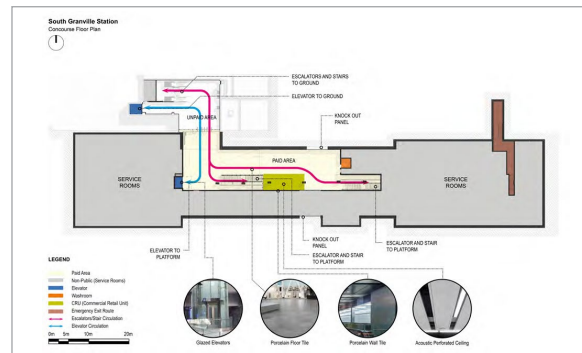 South Granville Station
Concourse Floor Plan
ESCALATORS AND STAIRS
TO GROUND
ELEVATOR TO GROUND
UNPAID AREA
KNOCK OUT
PANEL
PAID AREA
SERVICE
ROOMS
SERVICE
ROOMS
ELEVATOR TO
PLATFORM
KNOCK OUT
PANEL
ESCALATOR AND STAIR
TO PLATFORM
ESCALATOR AND STAIR
TO PLATFORM
LEGEND
Paid Area
Non-Public (Service Rooms)
Elevator
Washroom
CRU (Commercial Retail Unit)
Emergency Exit Route
Escalators/Stair Circulation
Elevator Circulation
0m 5m 10m 20m
Glazed Elevators
Porcelain Floor Tile
Porcelain Wall Tile
Acoustic Perforated Ceiling